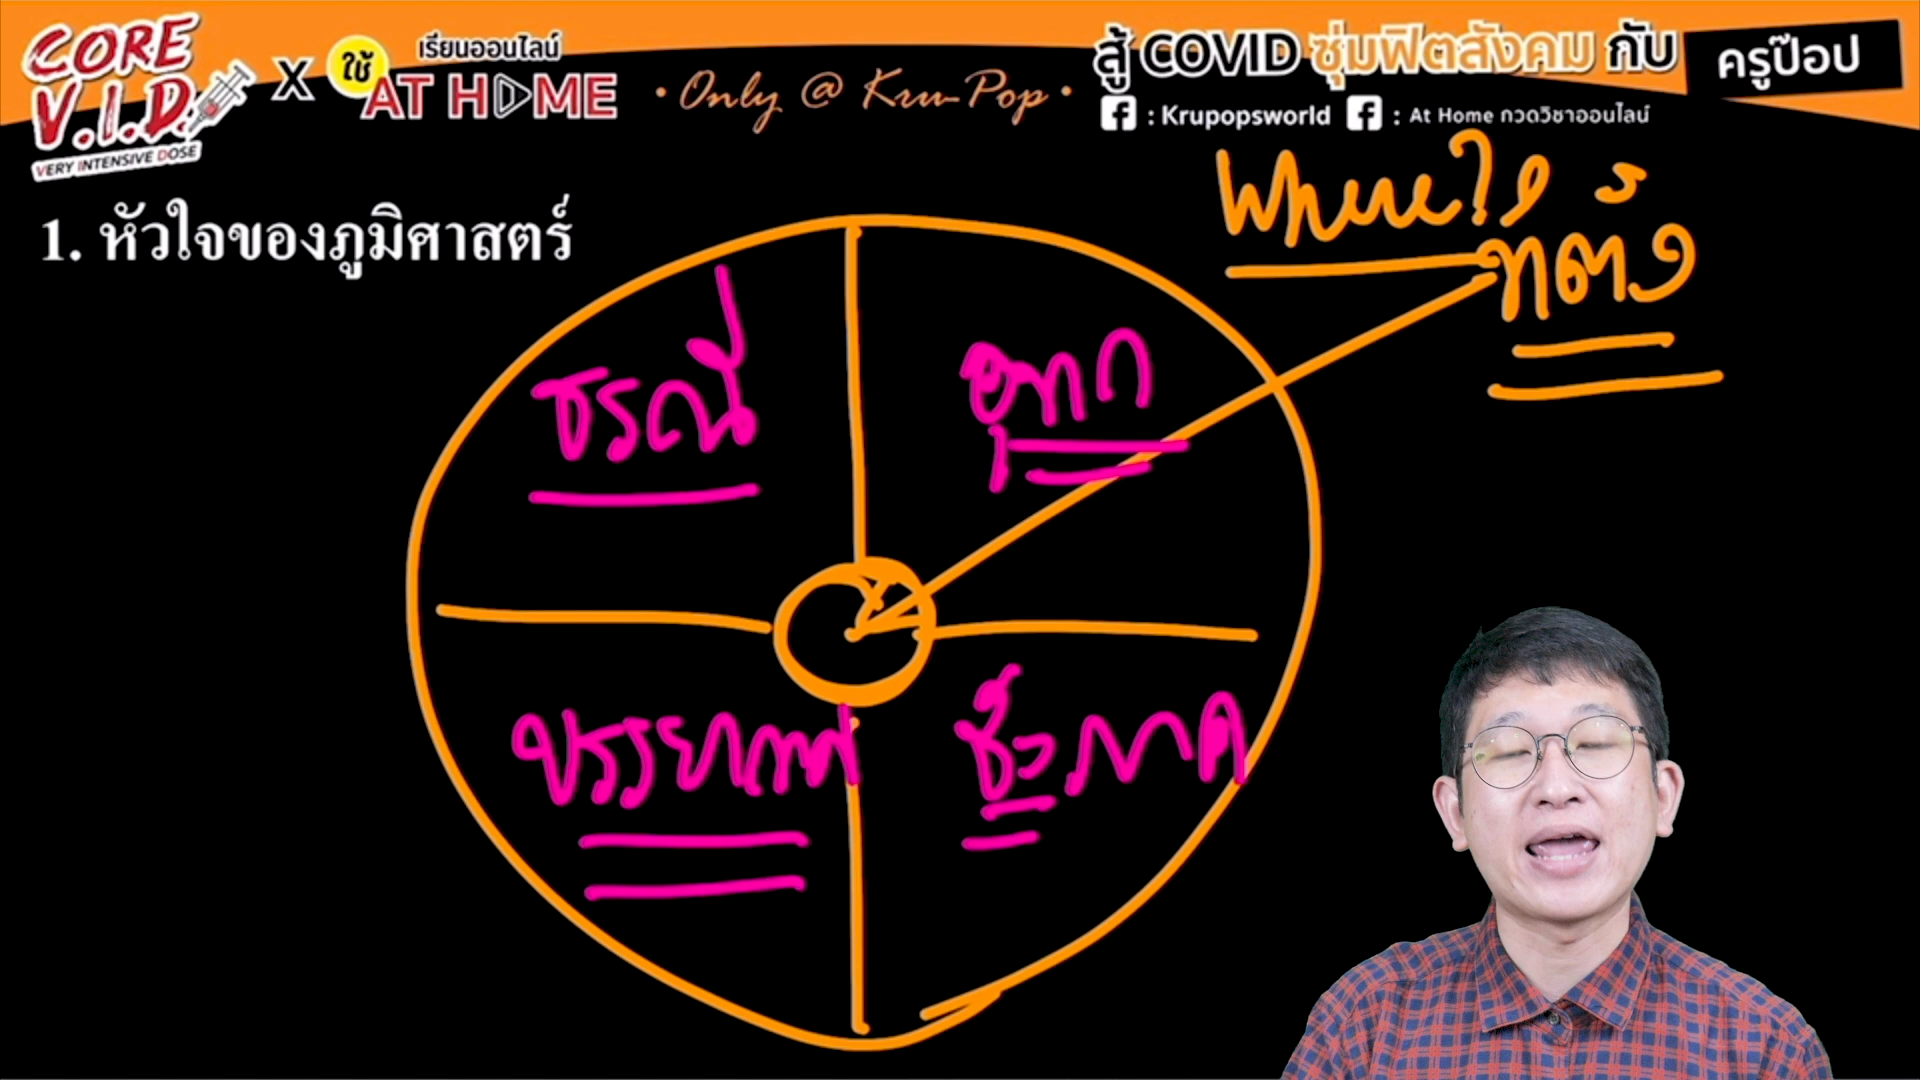 CORE
V.I.D.
VERY INTENSIVE DOSE
X
ใช้
เรียนออนไลน์
AT HOME
• Only @ Kru-Pop •
สู้ COVID ซุ่มฟิตสังคม กับ ครูป๊อป
: Krupopsworld : At Home กวดวิชาออนไลน์
1. หัวใจของภูมิศาสตร์
Where?
ที่ตั้ง
ธรณี
อุทก
บรรยากาศ
ชีวภาค